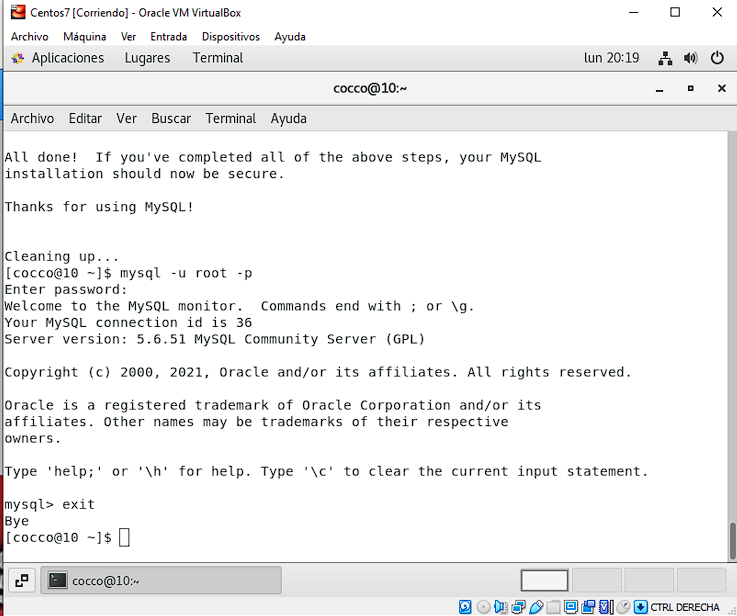 Centos7 [Corriendo] - Oracle VM VirtualBox
Archivo Máquina Ver Entrada Dispositivos Ayuda
Aplicaciones Lugares Terminal lun 20:19
cocco@10:~
Archivo Editar Ver Buscar Terminal Ayuda
All done!  If you've completed all of the above steps, your MySQL
installation should now be secure.
Thanks for using MySQL!
Cleaning up...
[cocco@10 ~]$ mysql -u root -p
Enter password:
Welcome to the MySQL monitor.  Commands end with ; or \g.
Your MySQL connection id is 36
Server version: 5.6.51 MySQL Community Server (GPL)
Copyright (c) 2000, 2021, Oracle and/or its affiliates. All rights reserved.
Oracle is a registered trademark of Oracle Corporation and/or its
affiliates. Other names may be trademarks of their respective
owners.
Type 'help;' or '\h' for help. Type '\c' to clear the current input statement.
mysql> exit
Bye
[cocco@10 ~]$
cocco@10:~
CTRL DERECHA